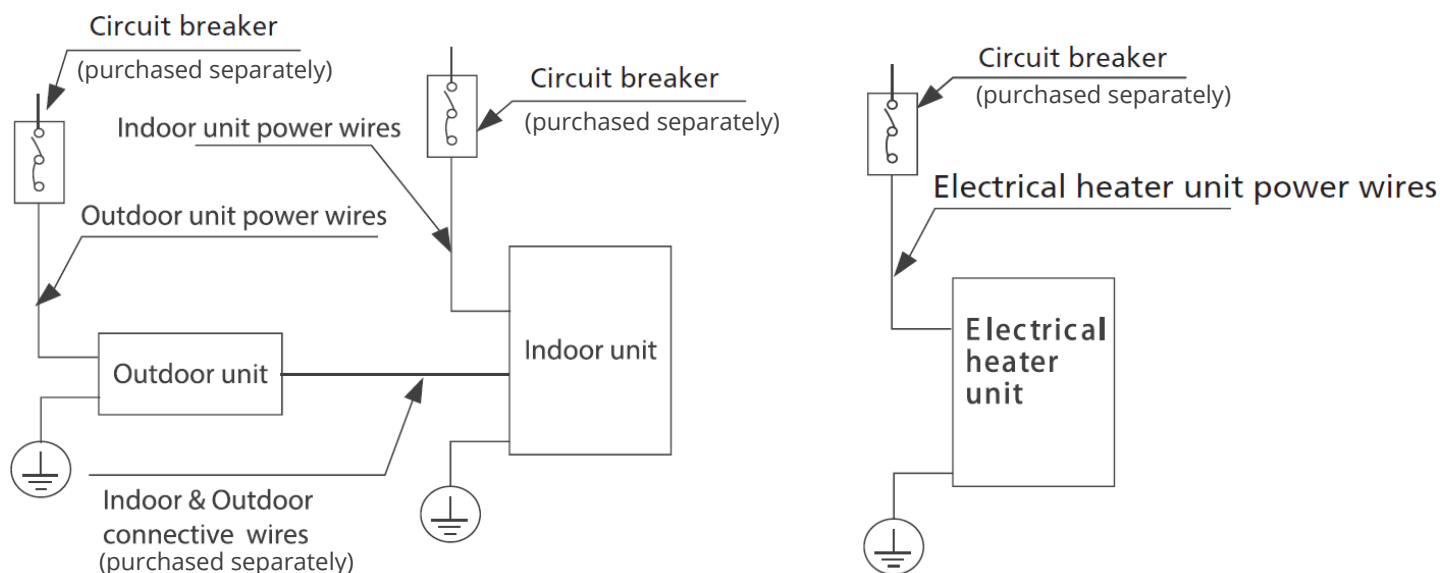 Circuit breaker
(purchased separately)
Circuit breaker
(purchased separately)
Indoor unit power wires
Outdoor unit power wires
Outdoor unit
Indoor unit
Indoor & Outdoor
connective wires
(purchased separately)
Circuit breaker
(purchased separately)
Electrical heater unit power wires
Electrical
heater
unit